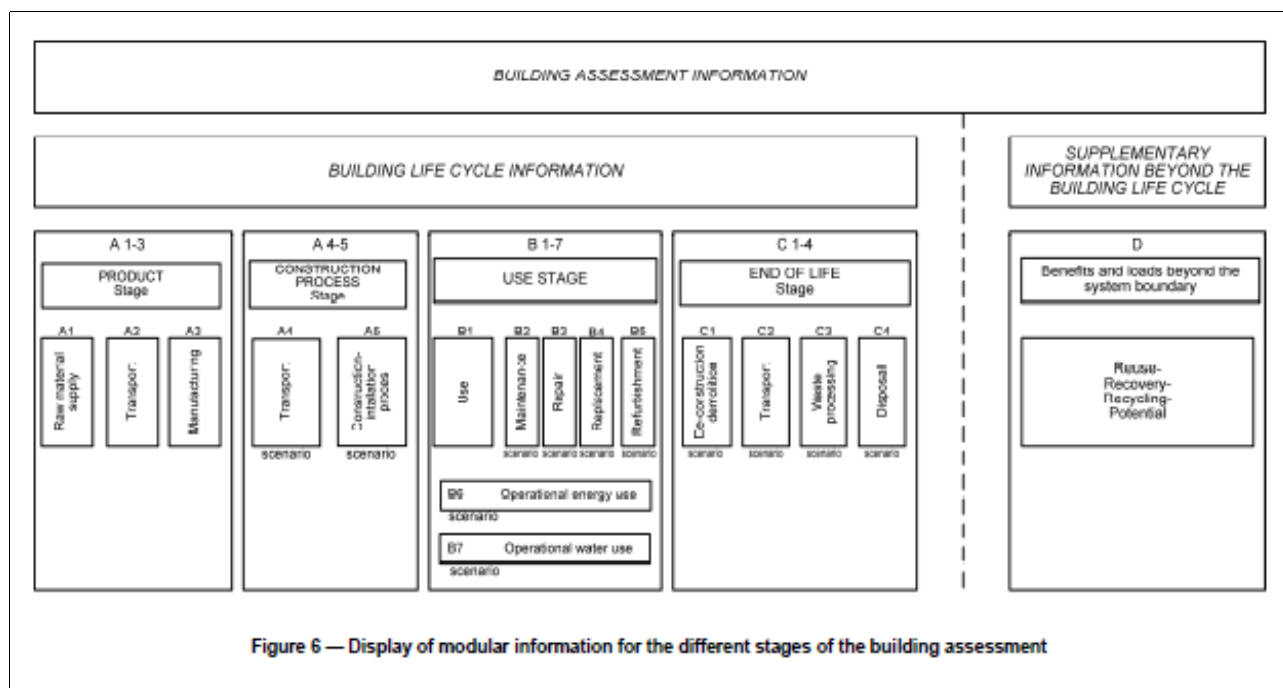 BUILDING ASSESSMENT INFORMATION
BUILDING LIFE CYCLE INFORMATION
SUPPLEMENTARY
INFORMATION BEYOND THE
BUILDING LIFE CYCLE
A 1-3
PRODUCT
Stage
A1
Raw material
supply
A2
Transport
A3
Manufacturing
A 4-5
CONSTRUCTION
PROCESS
Stage
A4
Transport
scenario
A5
Construction-
intallation
proces
scenario
B 1-7
USE STAGE
B1
Use
B2
Maintenance
scenario
B3
Repair
scenario
B4
Replacement
scenario
B5
Refurbishment
scenario
B6 Operational energy use
scenario
B7 Operational water use
scenario
C 1-4
END OF LIFE
Stage
C1
De-construction
demolition
scenario
C2
Transport
scenario
C3
Waste
processing
scenario
C4
Disposal
scenario
D
Benefits and loads beyond the
system boundary
Reuse-
Recovery-
Recycling-
Potential
Figure 6 — Display of modular information for the different stages of the building assessment